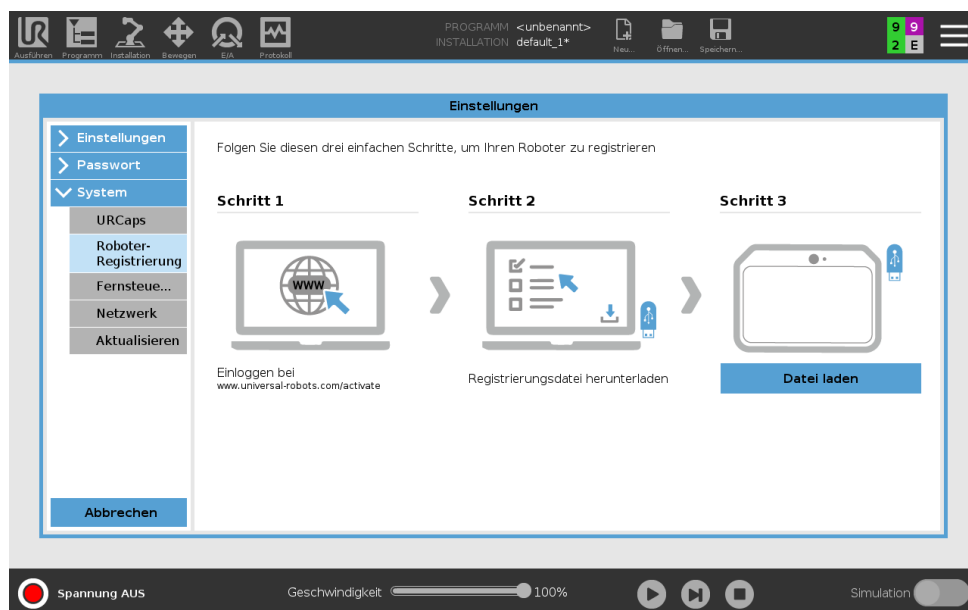 UR
Ausführen
Programm
Installation
Bewegen
E/A
Protokoll
PROGRAMM <unbenannt>
INSTALLATION default_1*
Neu...
Öffnen...
Speichern...
9 9
2 E
Einstellungen
Einstellungen
Passwort
System
URCaps
Roboter-
Registrierung
Fernsteue...
Netzwerk
Aktualisieren
Abbrechen
Folgen Sie diesen drei einfachen Schritte, um Ihren Roboter zu registrieren
Schritt 1
www
Einloggen bei
www.universal-robots.com/activate
Schritt 2
Registrierungsdatei herunterladen
Schritt 3
Datei laden
Spannung AUS
Geschwindigkeit
100%
Simulation